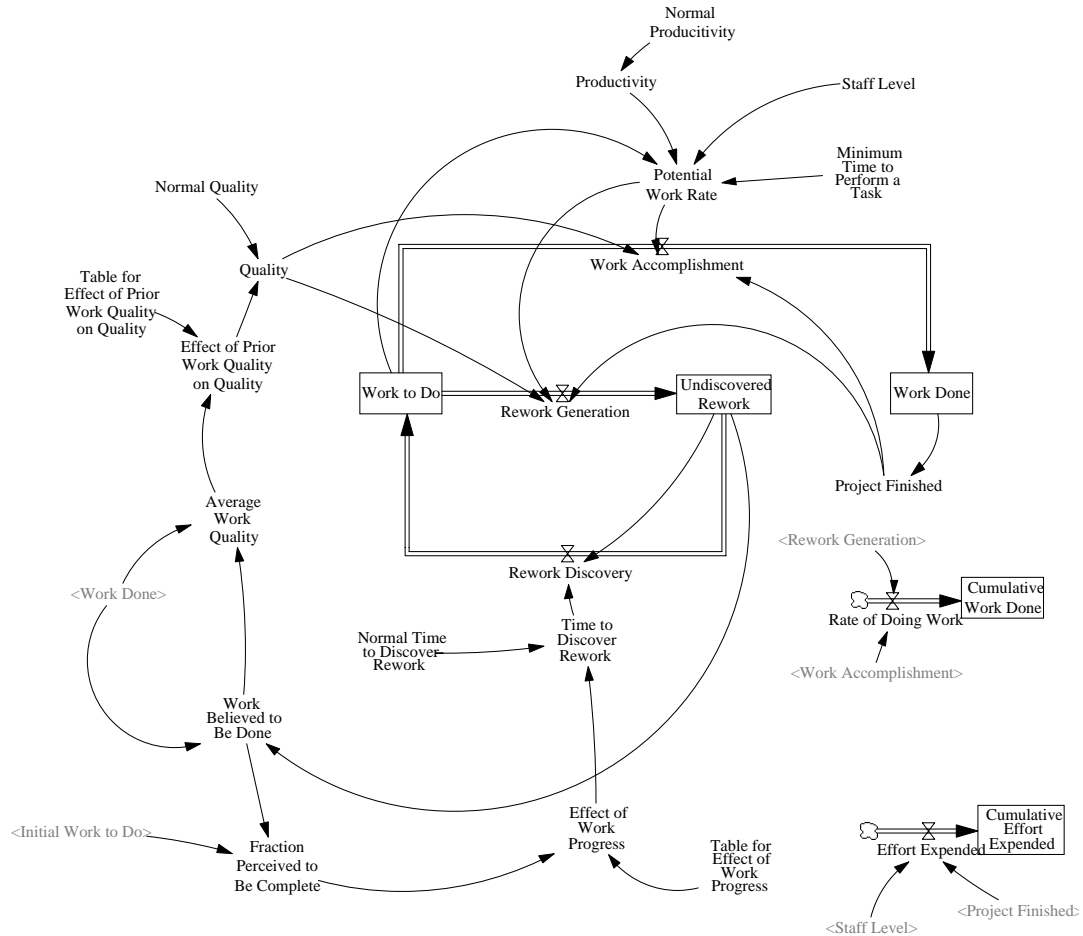 Normal
Producitivity
Productivity
Staff Level
Minimum
Time to
Perform a
Task
Potential
Work Rate
Normal Quality
Quality
Work Accomplishment
Table for
Effect of Prior
Work Quality
on Quality
Effect of Prior
Work Quality
on Quality
Work to Do
Rework Generation
Undiscovered
Rework
Work Done
Project Finished
Average
Work
Quality
<Rework Generation>
Rework Discovery
<Work Done>
Cumulative
Work Done
Rate of Doing Work
Normal Time
to Discover
Rework
Time to
Discover
Rework
<Work Accomplishment>
Work
Believed to
Be Done
<Initial Work to Do>
Fraction
Perceived to
Be Complete
Effect of
Work
Progress
Table for
Effect of
Work
Progress
Cumulative
Effort
Expended
Effort Expended
<Staff Level>
<Project Finished>